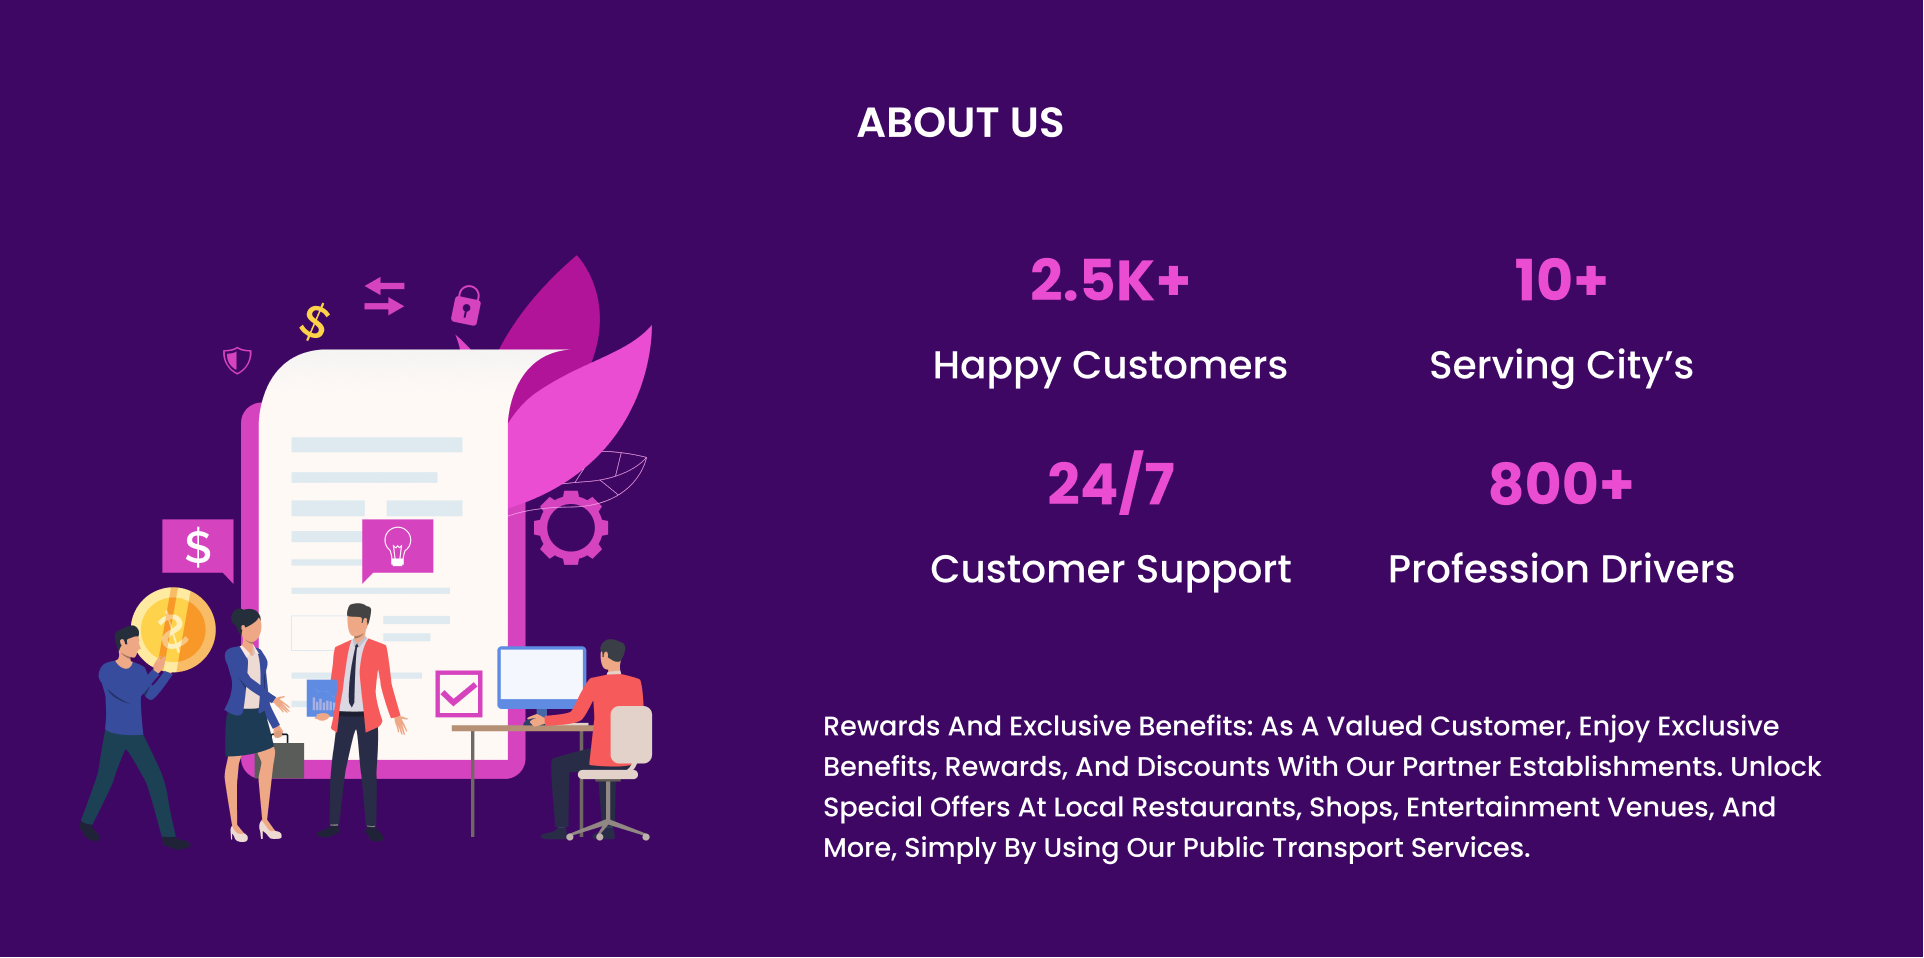 ABOUT US
2.5K+
10+
Happy Customers
Serving City’s
24/7
800+
Customer Support
Profession Drivers
$
$
Rewards And Exclusive Benefits: As A Valued Customer, Enjoy Exclusive
Benefits, Rewards, And Discounts With Our Partner Establishments. Unlock
Special Offers At Local Restaurants, Shops, Entertainment Venues, And
More, Simply By Using Our Public Transport Services.